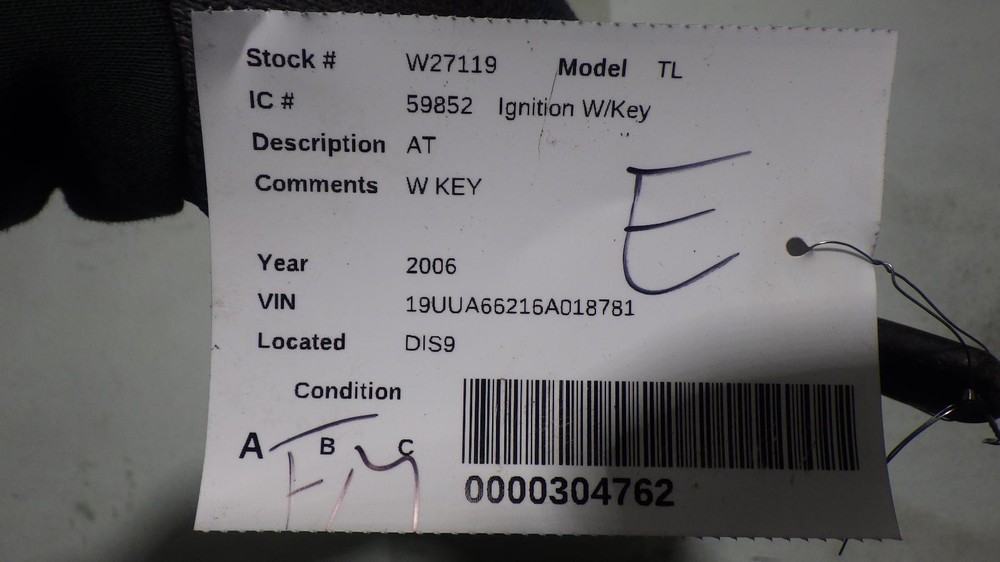 Stock # W27119 Model TL
IC # 59852 Ignition W/Key
Description AT
Comments W KEY
E
Year 2006
VIN 19UUA66216A018781
Located DIS9
Condition
A B C
0000304762